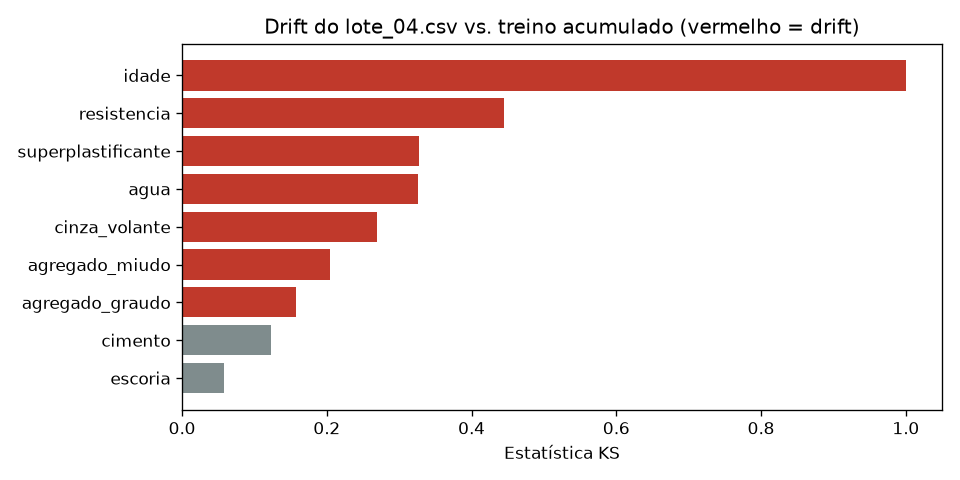 Drift do lote_04.csv vs. treino acumulado (vermelho = drift)
idade
resistencia
superplastificante
agua
cinza_volante
agregado_miudo
agregado_graudo
cimento
escoria
0.0 0.2 0.4 0.6 0.8 1.0
Estatística KS